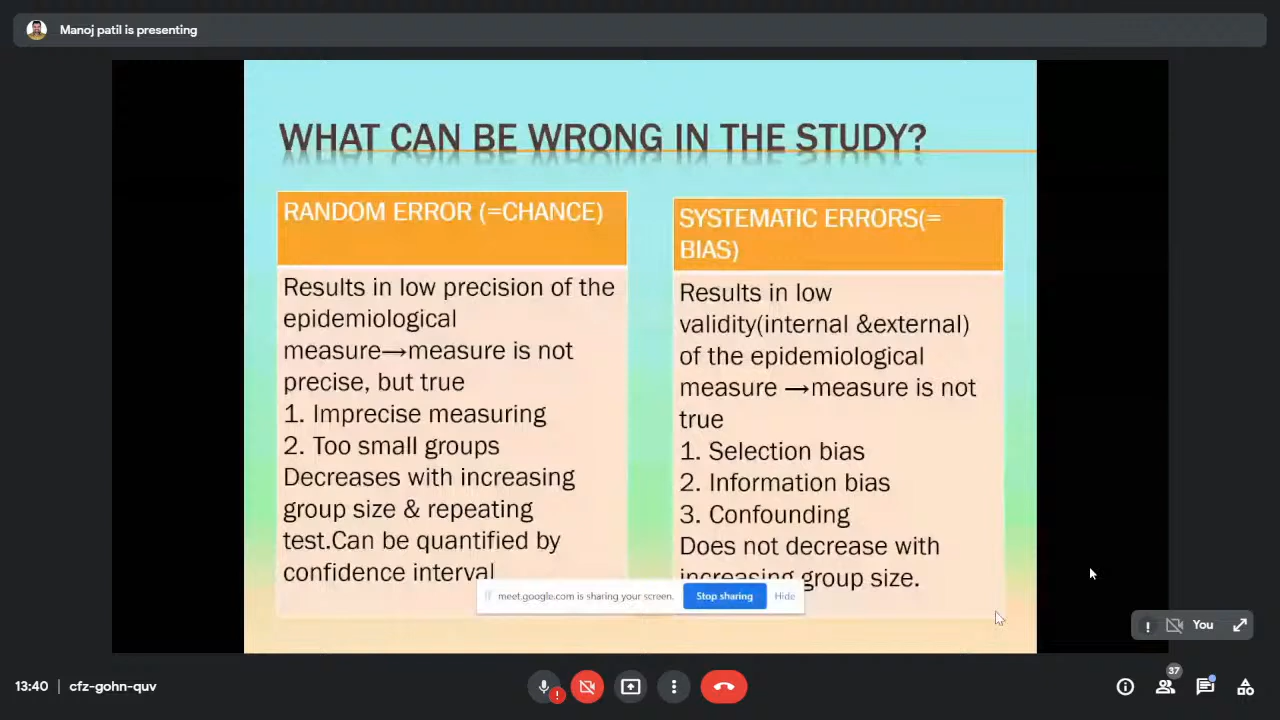 Manoj patil is presenting
WHAT CAN BE WRONG IN THE STUDY?
RANDOM ERROR (=CHANCE)
Results in low precision of the
epidemiological
measure→measure is not
precise, but true
1. Imprecise measuring
2. Too small groups
Decreases with increasing
group size & repeating
test.Can be quantified by
confidence interval
SYSTEMATIC ERRORS(=
BIAS)
Results in low
validity(internal &external)
of the epidemiological
measure →measure is not
true
1. Selection bias
2. Information bias
3. Confounding
Does not decrease with
increasing group size.
meet.google.com is sharing your screen.
Stop sharing
Hide
You
13:40 | cfz-gohn-quv
37